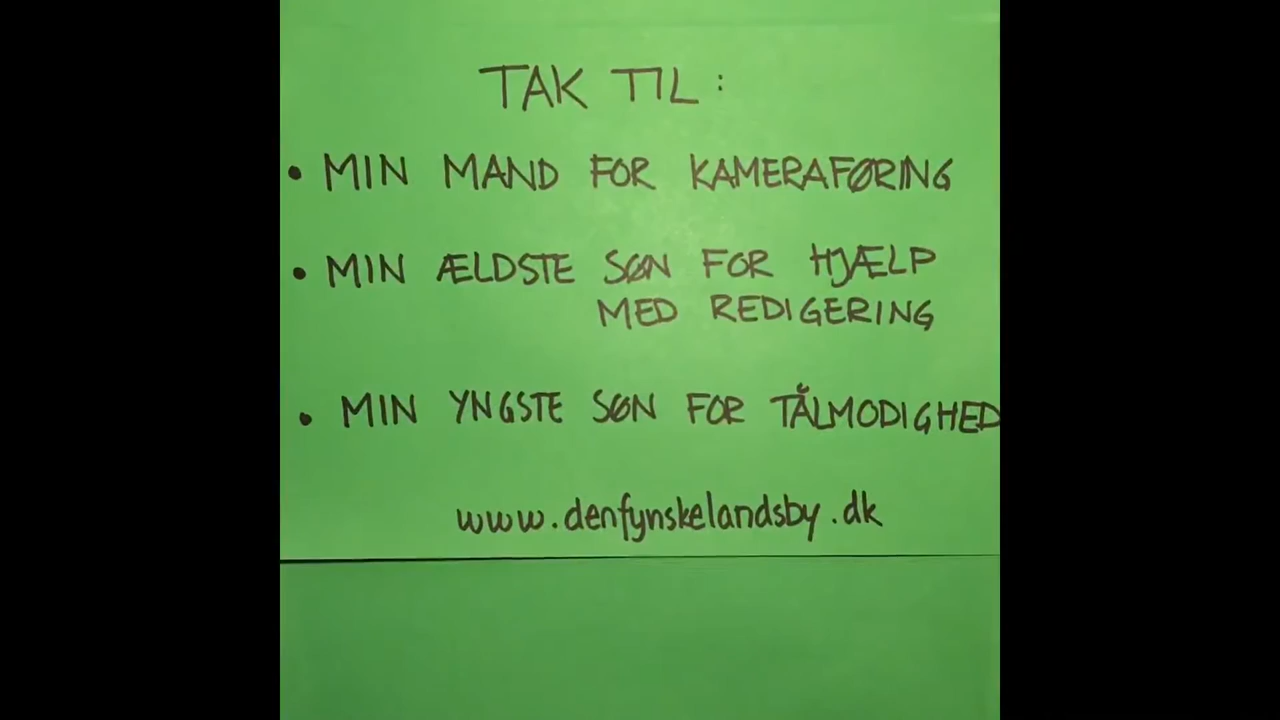 TAK TIL:
• MIN MAND FOR KAMERAFØRING
• MIN ÆLDSTE SØN FOR HJÆLP
MED REDIGERING
• MIN YNGSTE SØN FOR TÅLMODIGHED
www.denfynskelandsby.dk